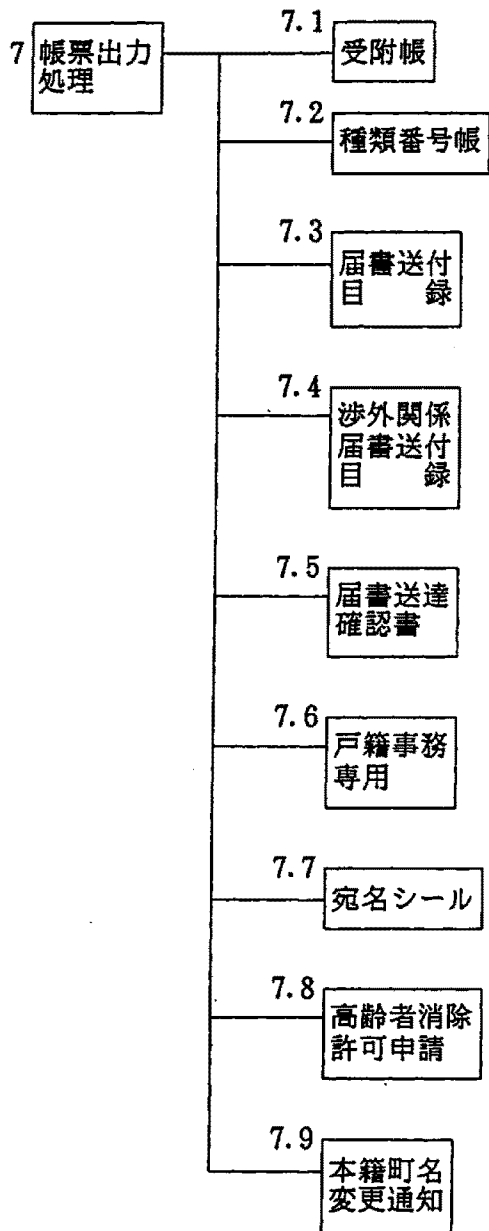 7 帳票出力
処理
7.1
受附帳
7.2
種類番号帳
7.3
届書送付
目　　録
7.4
渉外関係
届書送付
目　　録
7.5
届書送達
確認書
7.6
戸籍事務
専用
7.7
宛名シール
7.8
高齢者消除
許可申請
7.9
本籍町名
変更通知